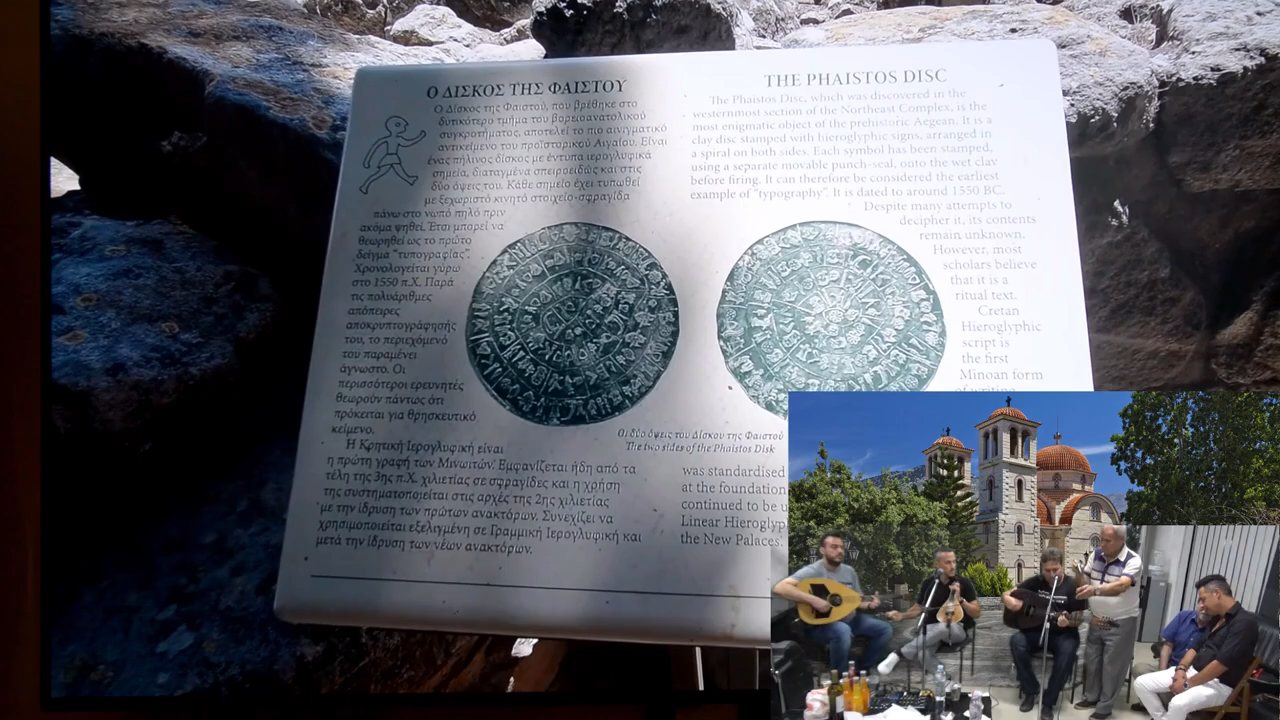 Ο ΔΙΣΚΟΣ ΤΗΣ ΦΑΙΣΤΟΥ
Ο Δίσκος της Φαιστού, που βρέθηκε στο
δυτικότερο τμήμα του βορειοανατολικού
συγκροτήματος, αποτελεί το πιο αινιγματικό
αντικείμενο του προϊστορικού Αιγαίου. Είναι
ένας πήλινος δίσκος με έντυπα ιερογλυφικά
σημεία, διαταγμένα σπειροειδώς και στις
δύο όψεις του. Κάθε σημείο έχει τυπωθεί
με ξεχωριστό κινητό στοιχείο-σφραγίδα
πάνω στο νωπό πηλό πριν
ακόμα ψηθεί. Έτσι μπορεί να
θεωρηθεί ως το πρώτο
δείγμα "τυπογραφίας".
Χρονολογείται γύρω
στο 1550 π.Χ. Παρά
τις πολυάριθμες
απόπειρες
αποκρυπτογράφησής
του, το περιεχόμενό
του παραμένει
άγνωστο. Οι
περισσότεροι ερευνητές
θεωρούν πάντως ότι
πρόκειται για θρησκευτικό
κείμενο.
Η Κρητική Ιερογλυφική είναι
η πρώτη γραφή των Μινωιτών. Εμφανίζεται ήδη από τα
τέλη της 3ης π.Χ. χιλιετίας σε σφραγίδες και η χρήση
της συστηματοποιείται στις αρχές της 2ης χιλιετίας
με την ίδρυση των πρώτων ανακτόρων. Συνεχίζει να
χρησιμοποιείται εξελιγμένη σε Γραμμική Ιερογλυφική και
μετά την ίδρυση των νέων ανακτόρων.
THE PHAISTOS DISC
The Phaistos Disc, which was discovered in the
westernmost section of the Northeast Complex, is the
most enigmatic object of the prehistoric Aegean. It is a
clay disc stamped with hieroglyphic signs, arranged in
a spiral on both sides. Each symbol has been stamped,
using a separate movable punch-seal, onto the wet clay
before firing. It can therefore be considered the earliest
example of "typography". It is dated to around 1550 BC.
Despite many attempts to
decipher it, its contents
remain unknown.
However, most
scholars believe
that it is a
ritual text.
Cretan
Hieroglyphic
script is
the first
Minoan form
of writing
Οι δύο όψεις του Δίσκου της Φαιστού
The two sides of the Phaistos Disk
was standardised
at the foundation
continued to be u
Linear Hieroglyp
the New Palaces.